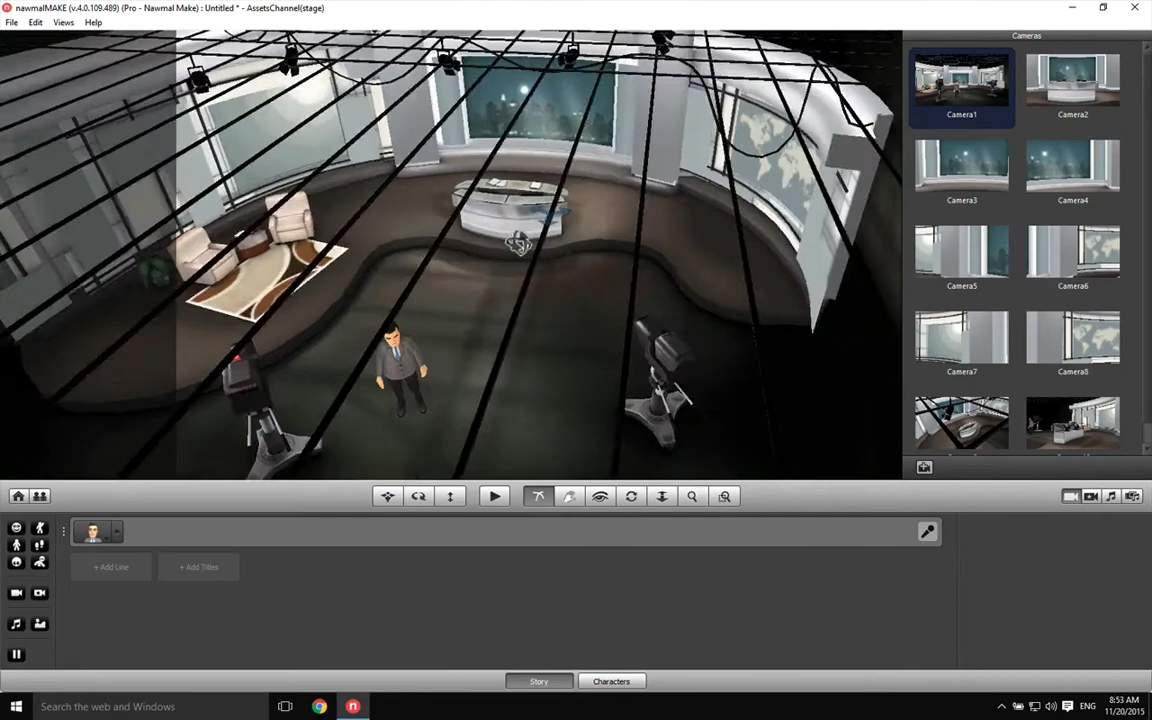 nawmalMAKE (v.4.0.109.489) (Pro - Nawmal Make) : Untitled * - AssetsChannel(stage)
File Edit Views Help
Cameras
Camera1 Camera2
Camera3 Camera4
Camera5 Camera6
Camera7 Camera8
+ Add Line + Add Titles
Story Characters
Search the web and Windows
ENG
8:53 AM
11/20/2015